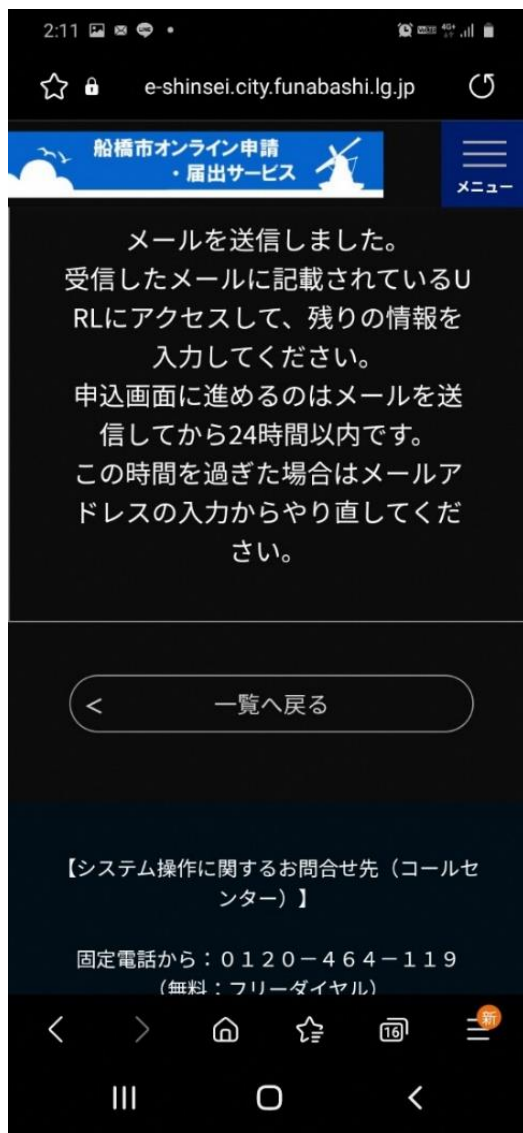 2:11
e-shinsei.city.funabashi.lg.jp
船橋市オンライン申請
・届出サービス
メニュー
メールを送信しました。
受信したメールに記載されているU
RLにアクセスして、残りの情報を
入力してください。
申込画面に進めるのはメールを送
信してから24時間以内です。
この時間を過ぎた場合はメールア
ドレスの入力からやり直してくだ
さい。
< 一覧へ戻る
【システム操作に関するお問合せ先（コールセ
ンター）】
固定電話から：０１２０－４６４－１１９
（無料：フリーダイヤル）
16
新